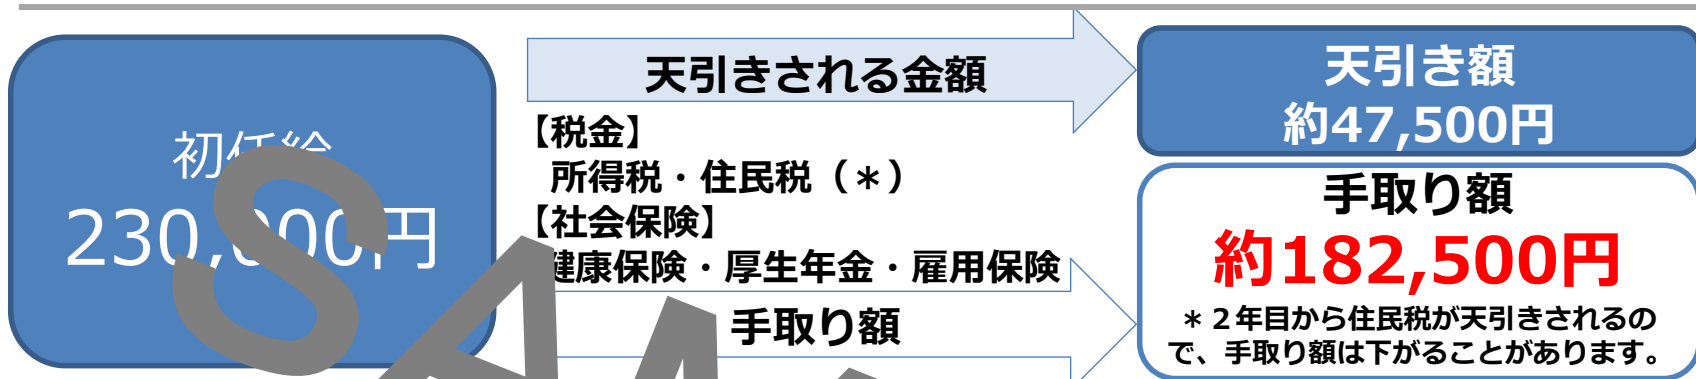 初任給
230,000円
天引きされる金額
【税金】
所得税・住民税(＊)
【社会保険】
健康保険・厚生年金・雇用保険
手取り額
天引き額
約47,500円
手取り額
約182,500円
＊２年目から住民税が天引きされるの
で、手取り額は下がることがあります。